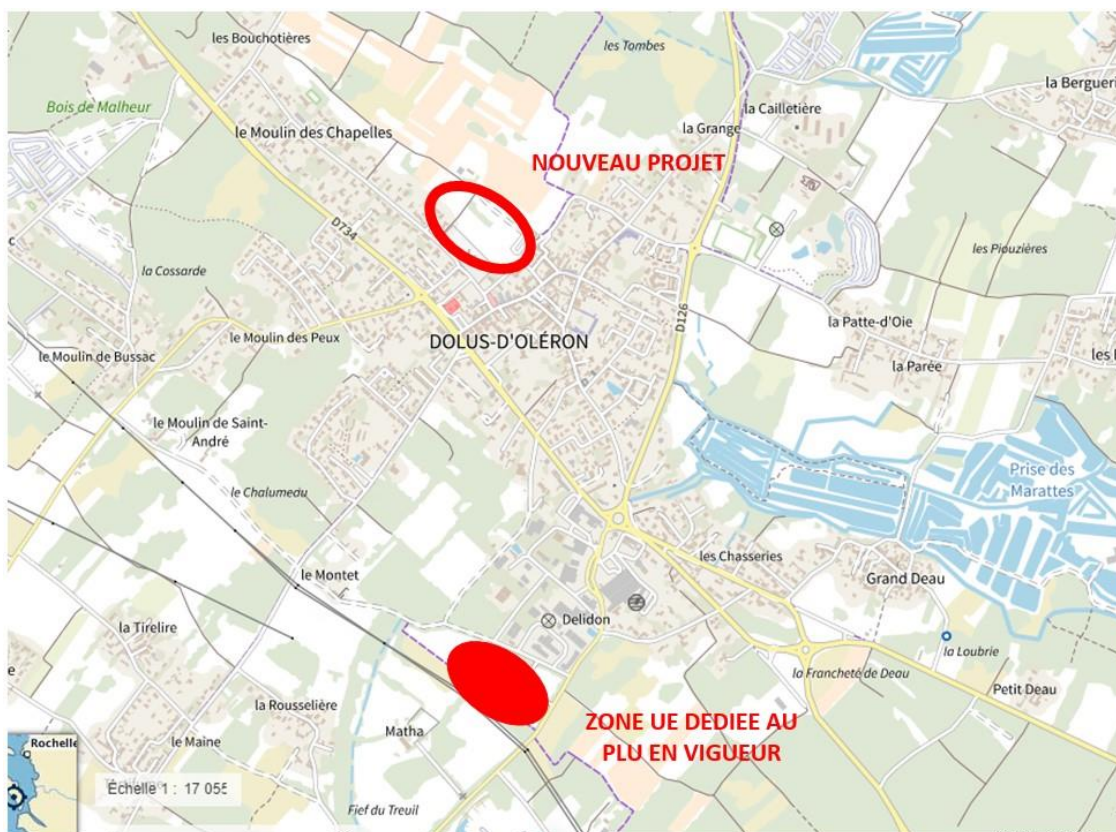 les Bouchotières
les Tombes
la Bergueri
la Cailletière
Bois de Malheur
la Grange
le Moulin des Chapelles
NOUVEAU PROJET
D734
les Piouzières
la Cossarde
D126
la Patte-d'Oie
le Moulin des Peux
DOLUS-D'OLÉRON
le Moulin de Bussac
la Parée
les
le Moulin de Saint-
André
Prise des
Marattes
le Chalumeau
les Chasseries
le Montet
Grand Deau
Delidon
la Tirelire
la Loubrie
la Francheté de Deau
Petit Deau
la Rousselière
ZONE UE DEDIEE AU
PLU EN VIGUEUR
Matha
le Maine
Rochelle
Échelle 1 : 17 055
Fief du Treuil